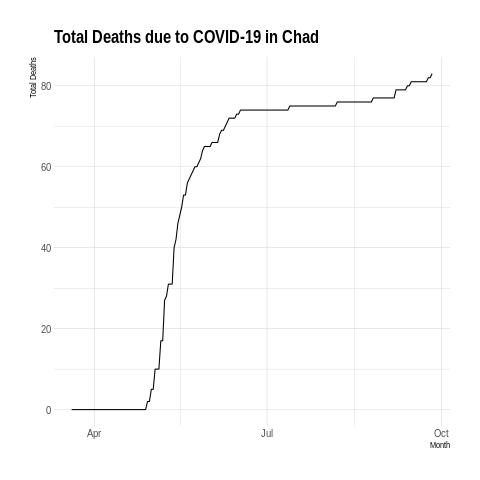 Total Deaths due to COVID-19 in Chad
Total Deaths
80
60
40
20
0
Apr
Jul
Oct
Month